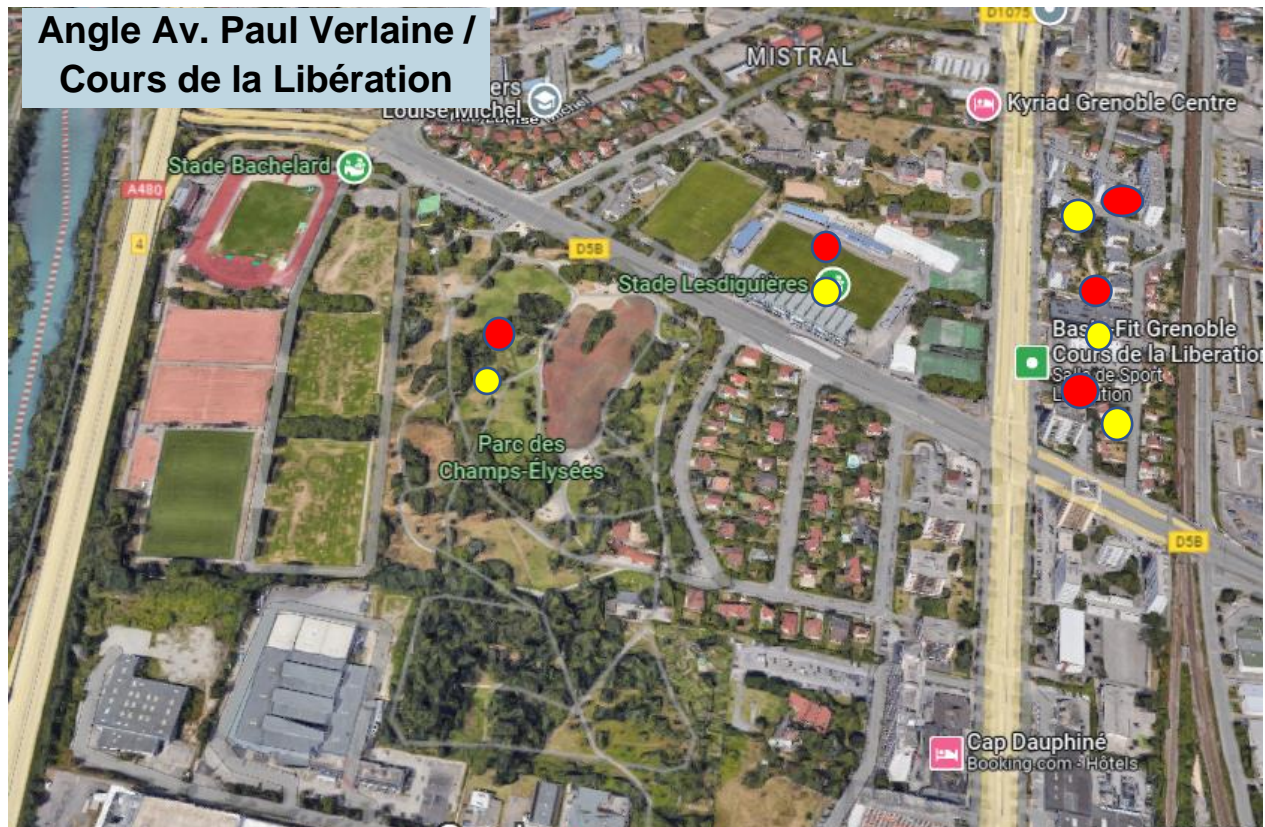 Angle Av. Paul Verlaine /
Cours de la Libération
D1075
MISTRAL
Louise Michel
Kyriad Grenoble Centre
Stade Bachelard
A480
4
D5B
Stade Lesdiguières
Grenoble
Cours de la Liberation
Salle de Sport
Parc des
Champs-Élysées
D5B
Cap Dauphiné
Booking.com - Hôtels